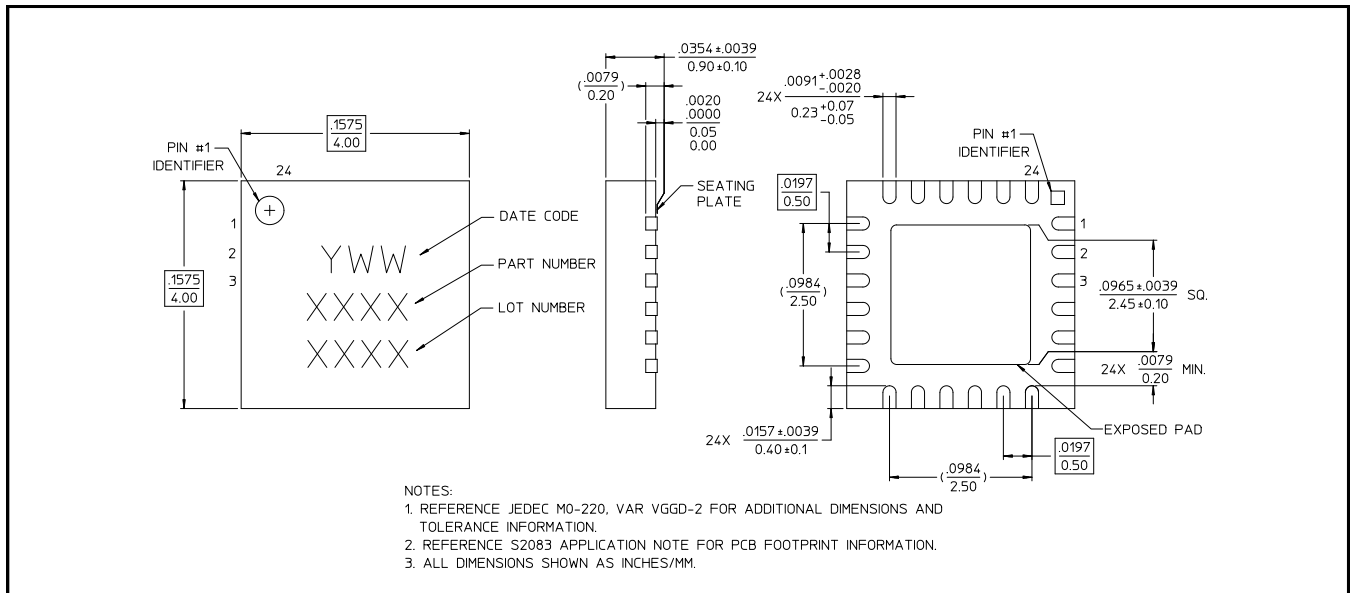 .0354 ±.0039
0.90 ±0.10
(.0079
0.20)
.0020
.0000
0.05
0.00
24X .0091 +.0028
-.0020
0.23 +0.07
-0.05
.1575
4.00
PIN #1
IDENTIFIER
24
1
2
3
.1575
4.00
DATE CODE
YWW
PART NUMBER
XXXX
LOT NUMBER
XXXX
SEATING
PLATE
PIN #1
IDENTIFIER
24
.0197
0.50
1
2
3
(.0984
2.50)
.0965 ±.0039
2.45 ±0.10 SQ.
24X .0079
0.20 MIN.
EXPOSED PAD
24X .0157 ±.0039
0.40 ±0.1
.0197
0.50
(.0984
2.50)
NOTES:
1. REFERENCE JEDEC MO-220, VAR VGGD-2 FOR ADDITIONAL DIMENSIONS AND
TOLERANCE INFORMATION.
2. REFERENCE S2083 APPLICATION NOTE FOR PCB FOOTPRINT INFORMATION.
3. ALL DIMENSIONS SHOWN AS INCHES/MM.